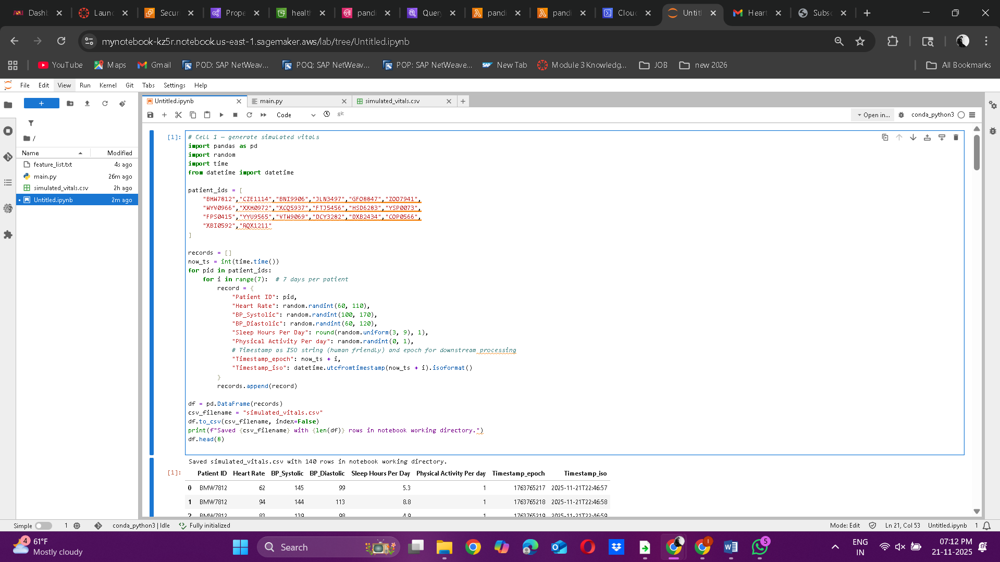 Dashb
Launc
Secur
Prope
health
pandi
Query
pandi
pandi
Clouc
Untitl
Heart
Subsc
mynotebook-kz5r.notebook.us-east-1.sagemaker.aws/lab/tree/Untitled.ipynb
YouTube
Maps
Gmail
POD: SAP NetWeav...
POQ: SAP NetWeav...
POP: SAP NetWeave...
New Tab
Module 3 Knowledg...
JOB
new 2026
All Bookmarks
File Edit View Run Kernel Git Tabs Settings Help
Untitled.ipynb
main.py
simulated_vitals.csv
Code
git
Open in...
conda_python3
/
Name Modified
feature_list.txt 4s ago
main.py 26m ago
simulated_vitals.csv 2h ago
Untitled.ipynb 2m ago
[1]:
# Cell 1 — generate simulated vitals
import pandas as pd
import random
import time
from datetime import datetime
patient_ids = [
"BMW7812","CZE1114","BNI9906","JLN3497","GFO8847","ZOO7941",
"WYV0966","XXM0972","XCQ5937","FTJ5456","HSD6283","YSP0073",
"FPS0415","YYU9565","VTW9069","DCY3282","DXB2434","COP0566",
"XBI0592","RQX1211"
]
records = []
now_ts = int(time.time())
for pid in patient_ids:
for i in range(7):  # 7 days per patient
record = {
"Patient ID": pid,
"Heart Rate": random.randint(60, 110),
"BP_Systolic": random.randint(100, 170),
"BP_Diastolic": random.randint(60, 120),
"Sleep Hours Per Day": round(random.uniform(3, 9), 1),
"Physical Activity Per day": random.randint(0, 1),
# Timestamp as ISO string (human friendly) and epoch for downstream processing
"Timestamp_epoch": now_ts + i,
"Timestamp_iso": datetime.utcfromtimestamp(now_ts + i).isoformat()
}
records.append(record)
df = pd.DataFrame(records)
csv_filename = "simulated_vitals.csv"
df.to_csv(csv_filename, index=False)
print(f"Saved {csv_filename} with {len(df)} rows in notebook working directory.")
df.head(8)
Saved simulated_vitals.csv with 140 rows in notebook working directory.
[1]:
Patient ID Heart Rate BP_Systolic BP_Diastolic Sleep Hours Per Day Physical Activity Per day Timestamp_epoch Timestamp_iso
0 BMW7812 62 145 99 5.3 1 1763765217 2025-11-21T22:46:57
1 BMW7812 94 144 113 8.8 1 1763765218 2025-11-21T22:46:58
2 BMW7812 83 139 98 4.9 1 1763765219 2025-11-21T22:46:59
Simple
1
conda_python3 | Idle
Fully initialized
Mode: Edit
Ln 21, Col 53
Untitled.ipynb
1
4
61°F
Mostly cloudy
Search
5
ENG
IN
07:12 PM
21-11-2025